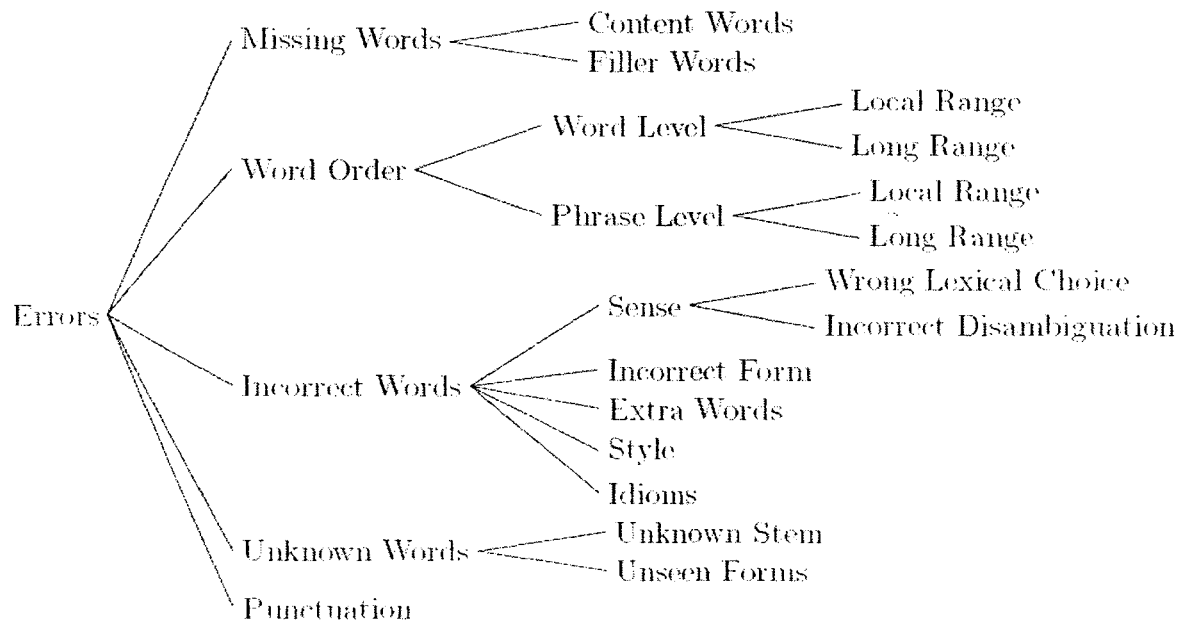 Errors
Missing Words
Content Words
Filler Words
Word Order
Word Level
Local Range
Long Range
Phrase Level
Local Range
Long Range
Incorrect Words
Sense
Wrong Lexical Choice
Incorrect Disambiguation
Incorrect Form
Extra Words
Style
Idioms
Unknown Words
Unknown Stem
Unseen Forms
Punctuation